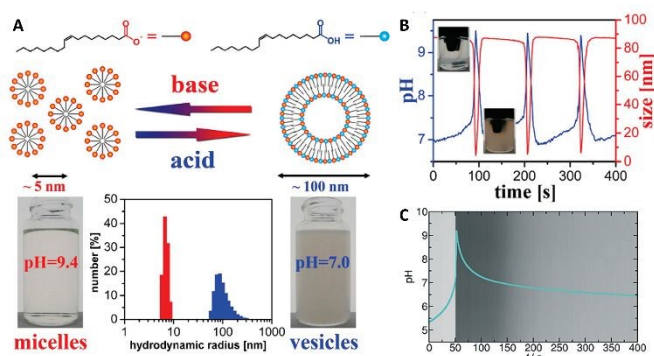 A
O
O-
=
O
OH
=
base
acid
~ 5 nm
~ 100 nm
pH=9.4
micelles
number [%]
50
40
30
20
10
0
1 10 100 1000
hydrodynamic radius [nm]
pH=7.0
vesicles
B
pH
9
8
7
0 100 200 300 400
time [s]
100
80
60
40
20
0
size [nm]
C
pH
10
9
8
7
6
5
0 50 100 150 200 250 300 350 400